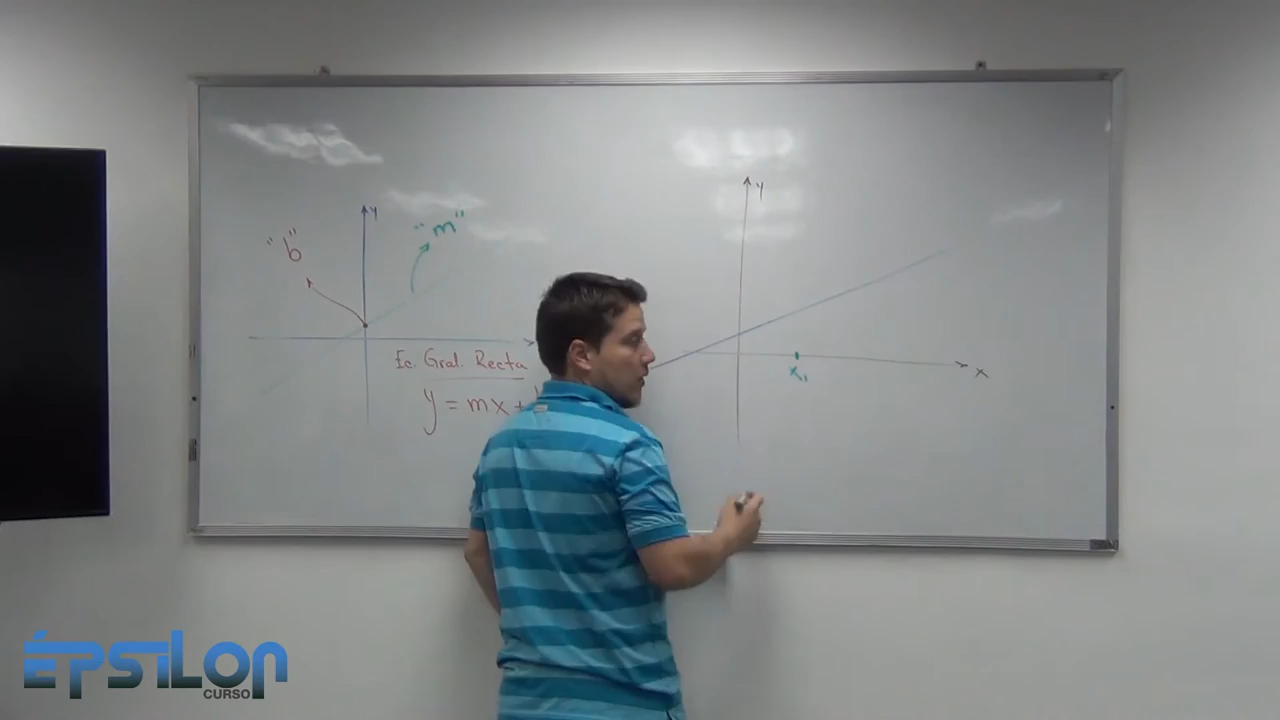 "b"
y
"m"
Ec. Gral. Recta
y = mx +
y
x₁
x
ÉPSILON
CURSO